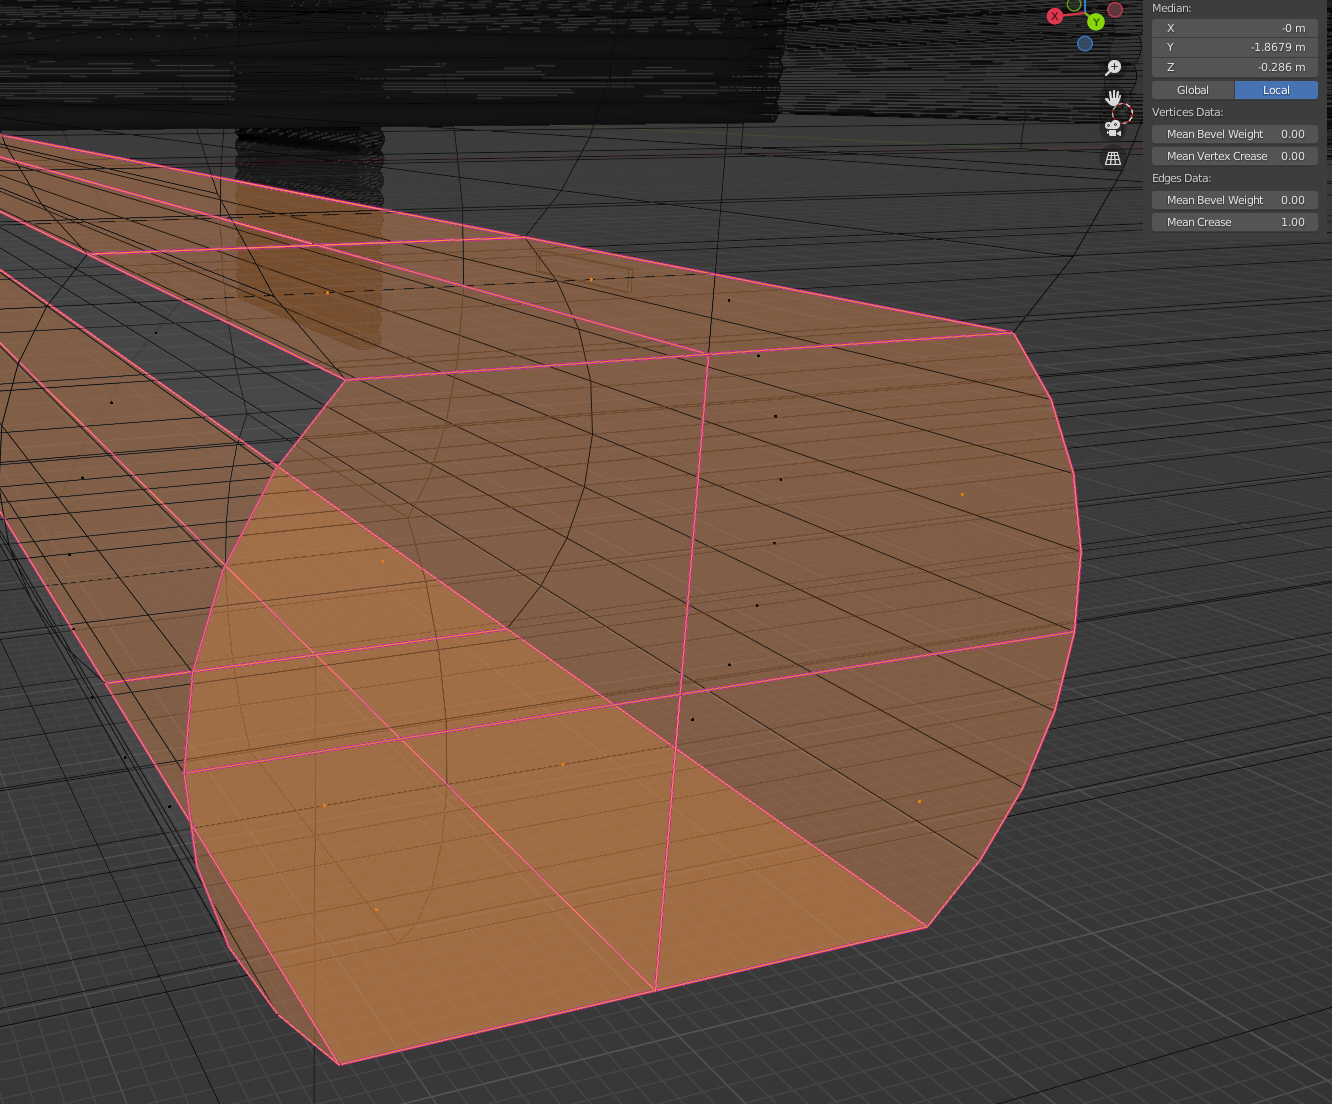 Median:
X -0 m
Y -1.8679 m
Z -0.286 m
Global Local
Vertices Data:
Mean Bevel Weight 0.00
Mean Vertex Crease 0.00
Edges Data:
Mean Bevel Weight 0.00
Mean Crease 1.00
X
Y